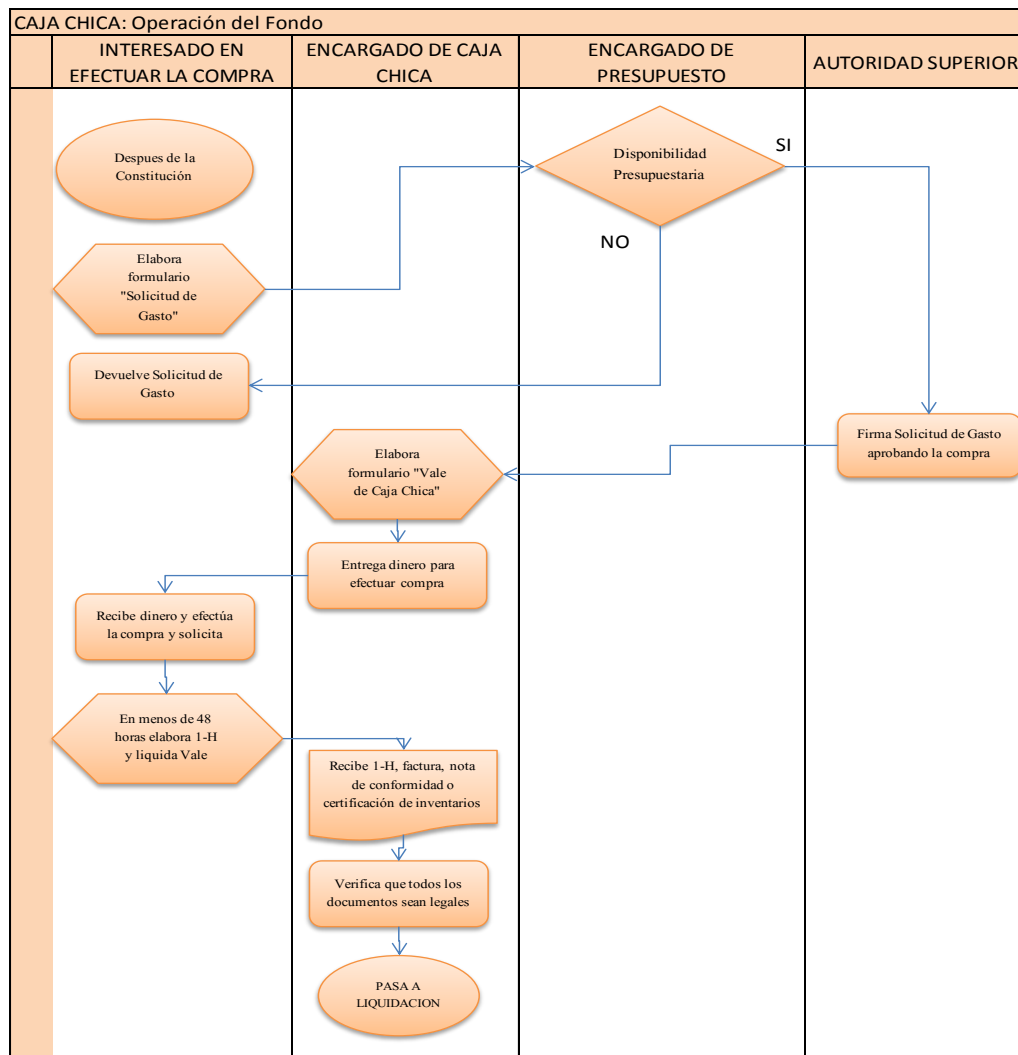 CAJA CHICA: Operación del Fondo
INTERESADO EN
EFECTUAR LA COMPRA
ENCARGADO DE CAJA
CHICA
ENCARGADO DE
PRESUPUESTO
AUTORIDAD SUPERIOR
Despues de la
Constitución
Disponibilidad
Presupuestaria
SI
NO
Elabora
formulario
"Solicitud de
Gasto"
Devuelve Solicitud de
Gasto
Firma Solicitud de Gasto
aprobando la compra
Elabora
formulario "Vale
de Caja Chica"
Entrega dinero para
efectuar compra
Recibe dinero y efectúa
la compra y solicita
En menos de 48
horas elabora 1-H
y liquida Vale
Recibe 1-H, factura, nota
de conformidad o
certificación de inventarios
Verifica que todos los
documentos sean legales
PASA A
LIQUIDACION